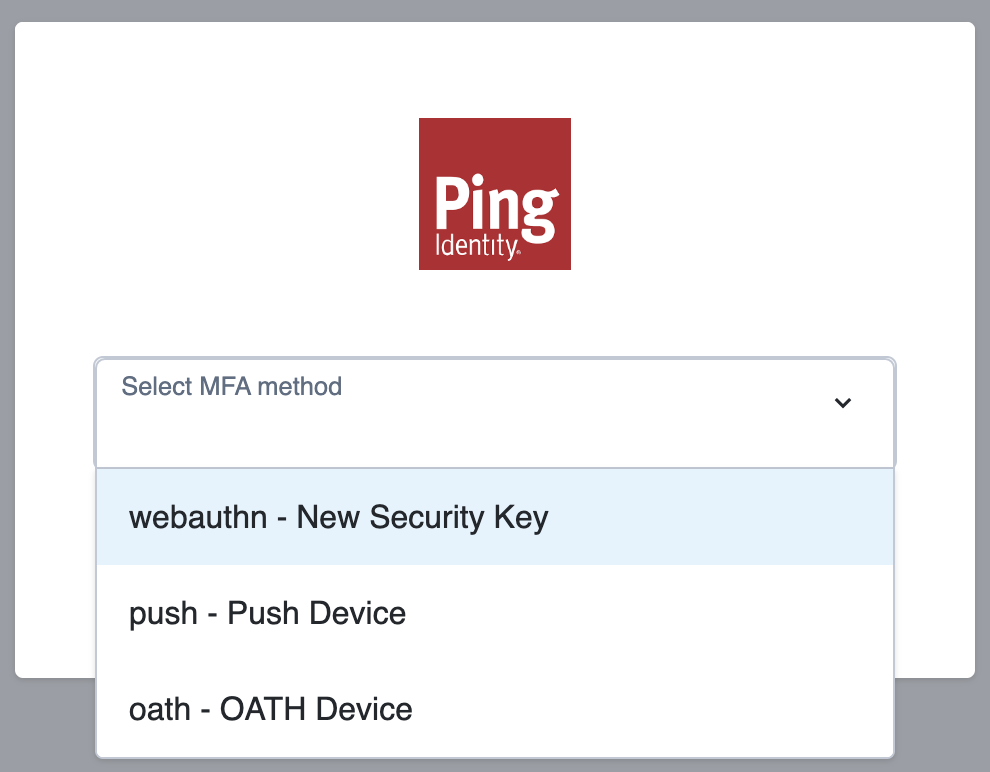 Ping
Identity®
Select MFA method
webauthn - New Security Key
push - Push Device
oath - OATH Device